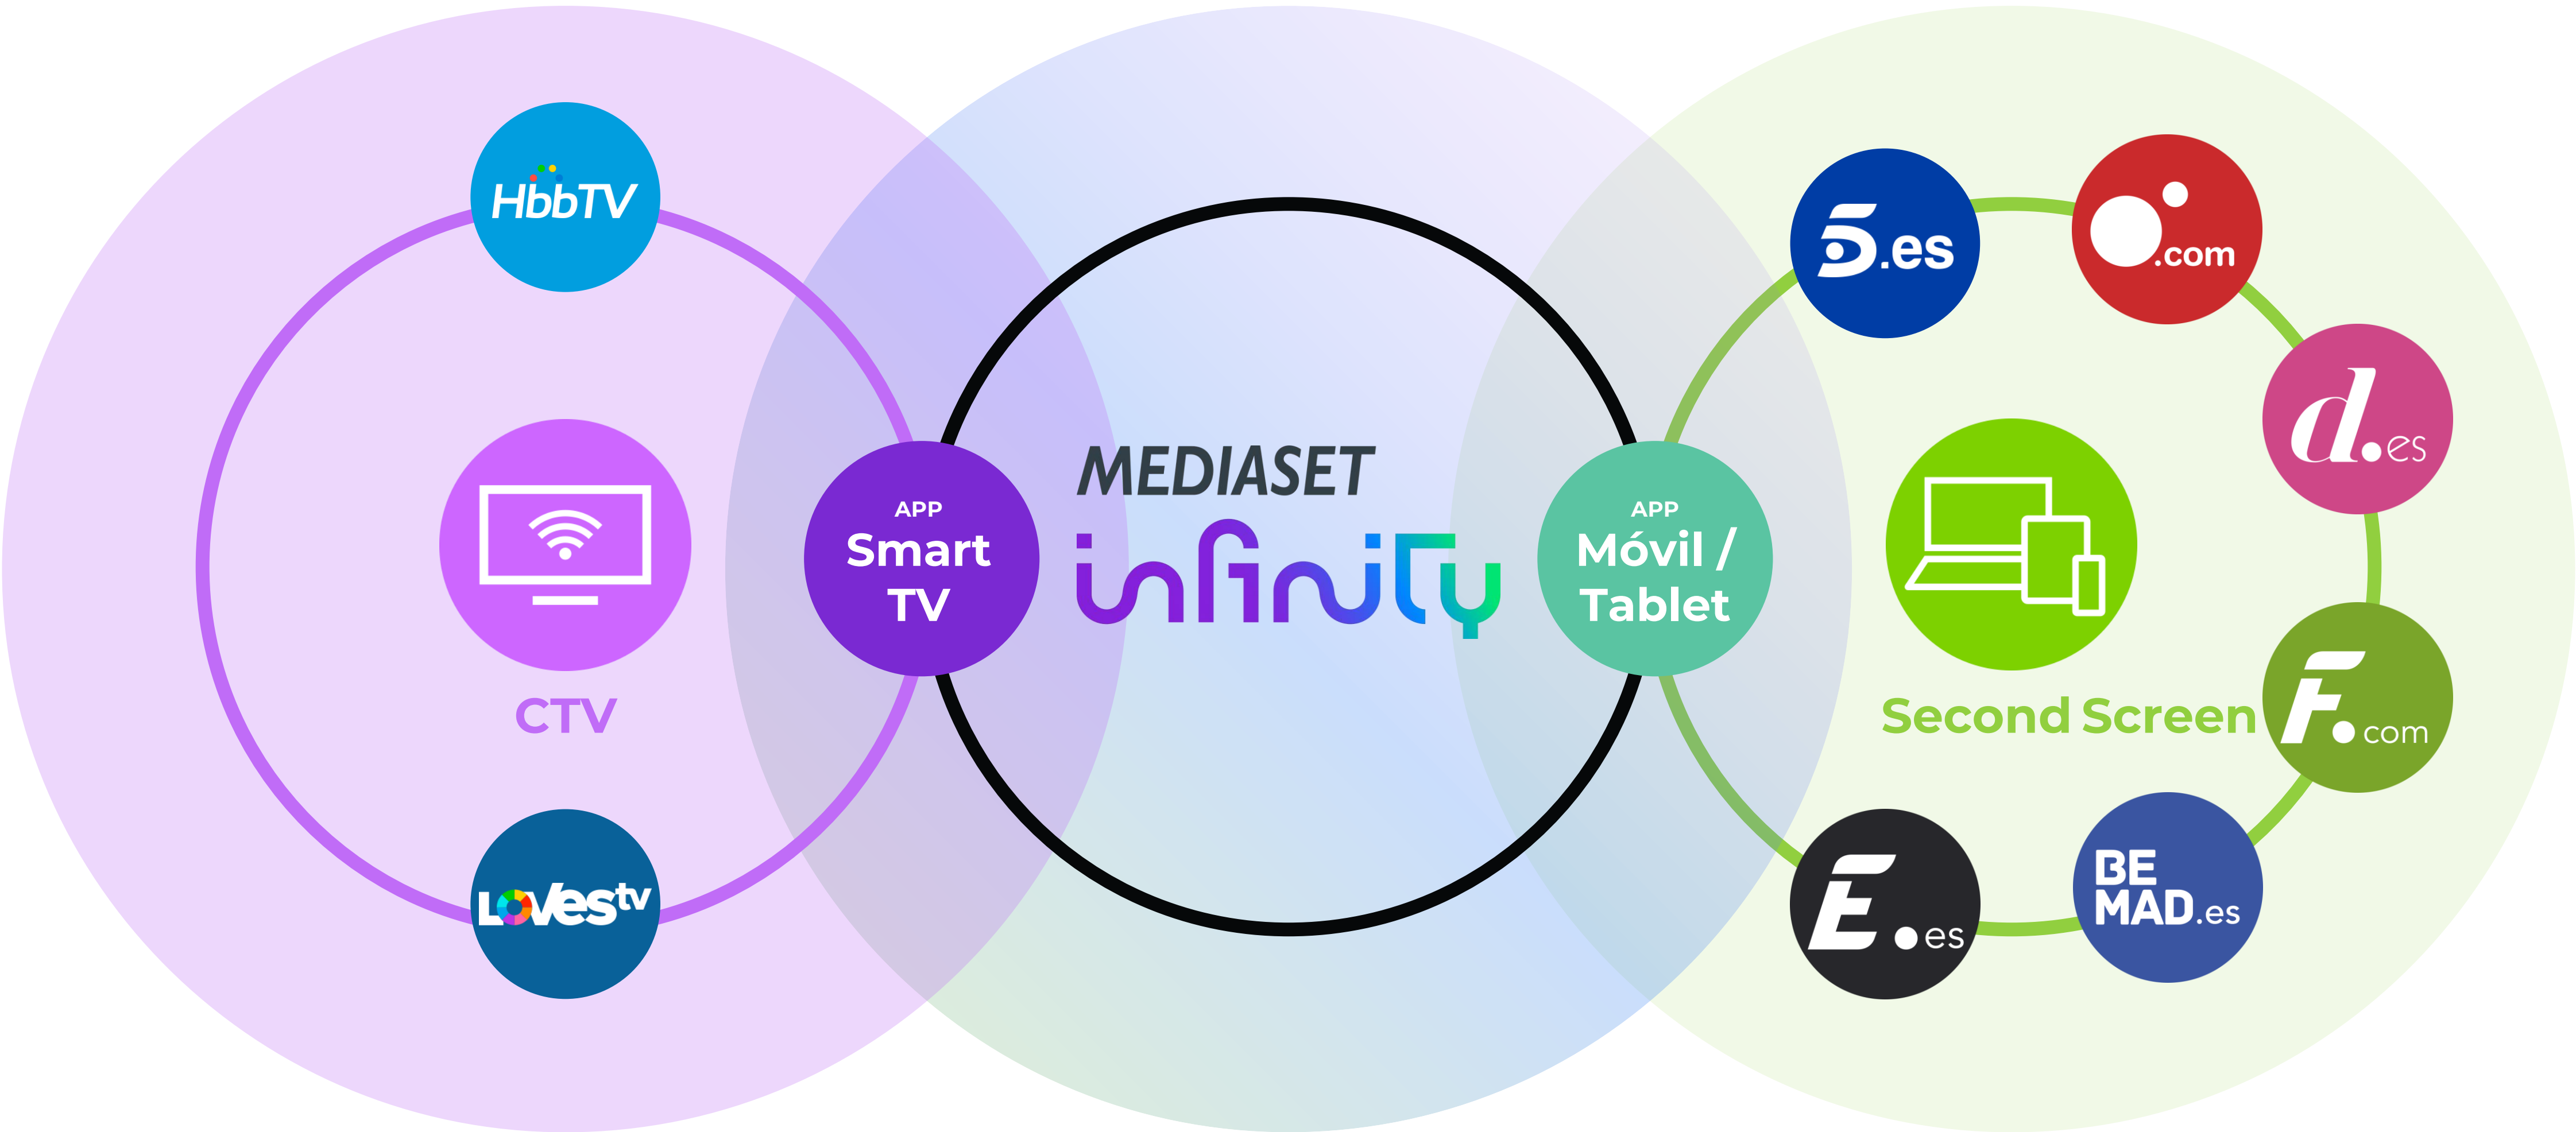 HbbTV
CTV
LOVEStv
APP
Smart
TV
MEDIASET
infinity
APP
Móvil /
Tablet
Second Screen
5.es
.com
d.es
F.com
BE
MAD.es
E.es